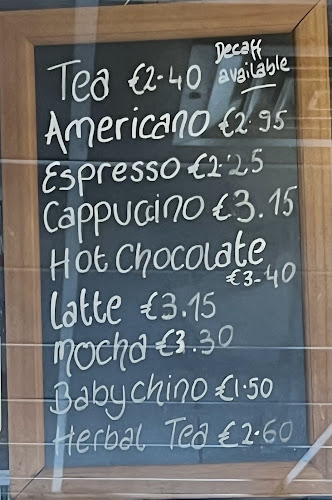 Tea €2-40 Decaff
available
Americano €2.95
Espresso €2.25
Cappuccino €3.15
Hot Chocolate
€3-40
Latte €3.15
Mocha €3.30
Babychino €1.50
Herbal Tea €2.60